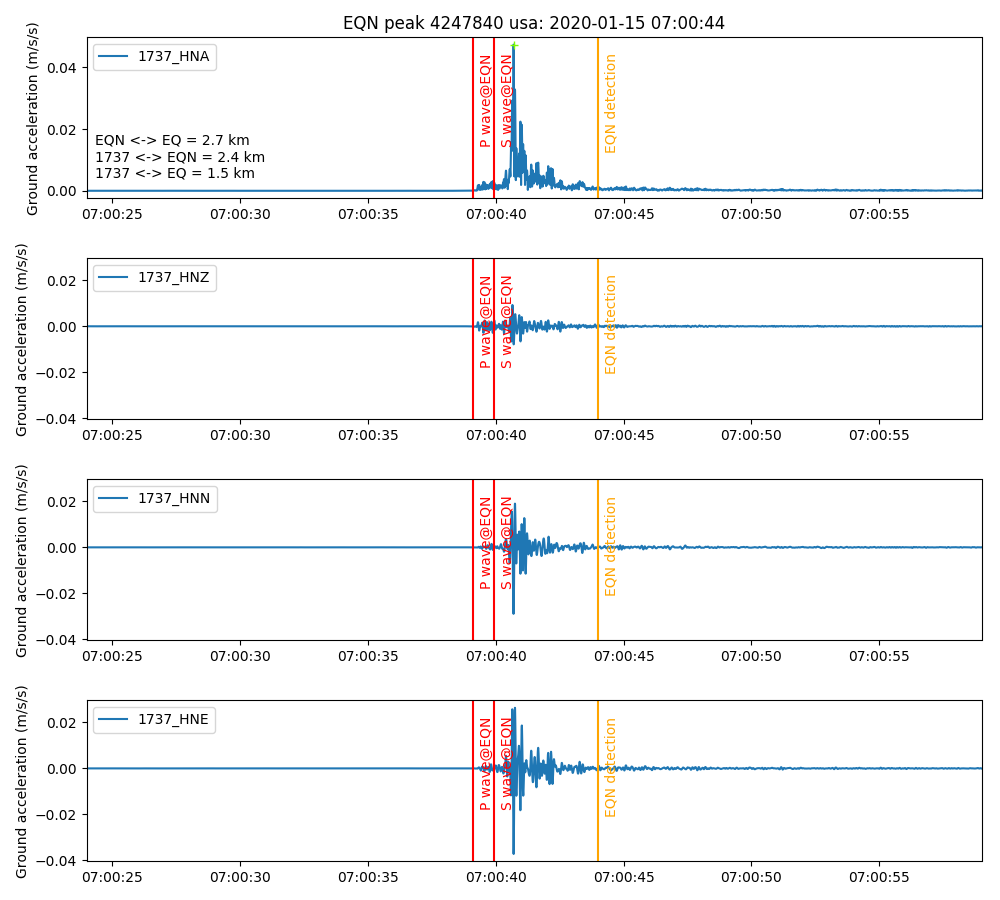 EQN peak 4247840 usa: 2020-01-15 07:00:44
Ground acceleration (m/s/s)
0.04
0.02
0.00
1737_HNA
EQN <-> EQ = 2.7 km
1737 <-> EQN = 2.4 km
1737 <-> EQ = 1.5 km
P wave@EQN
S wave@EQN
EQN detection
07:00:25 07:00:30 07:00:35 07:00:40 07:00:45 07:00:50 07:00:55
Ground acceleration (m/s/s)
0.02
0.00
−0.02
−0.04
1737_HNZ
P wave@EQN
S wave@EQN
EQN detection
07:00:25 07:00:30 07:00:35 07:00:40 07:00:45 07:00:50 07:00:55
Ground acceleration (m/s/s)
0.02
0.00
−0.02
−0.04
1737_HNN
P wave@EQN
S wave@EQN
EQN detection
07:00:25 07:00:30 07:00:35 07:00:40 07:00:45 07:00:50 07:00:55
Ground acceleration (m/s/s)
0.02
0.00
−0.02
−0.04
1737_HNE
P wave@EQN
S wave@EQN
EQN detection
07:00:25 07:00:30 07:00:35 07:00:40 07:00:45 07:00:50 07:00:55